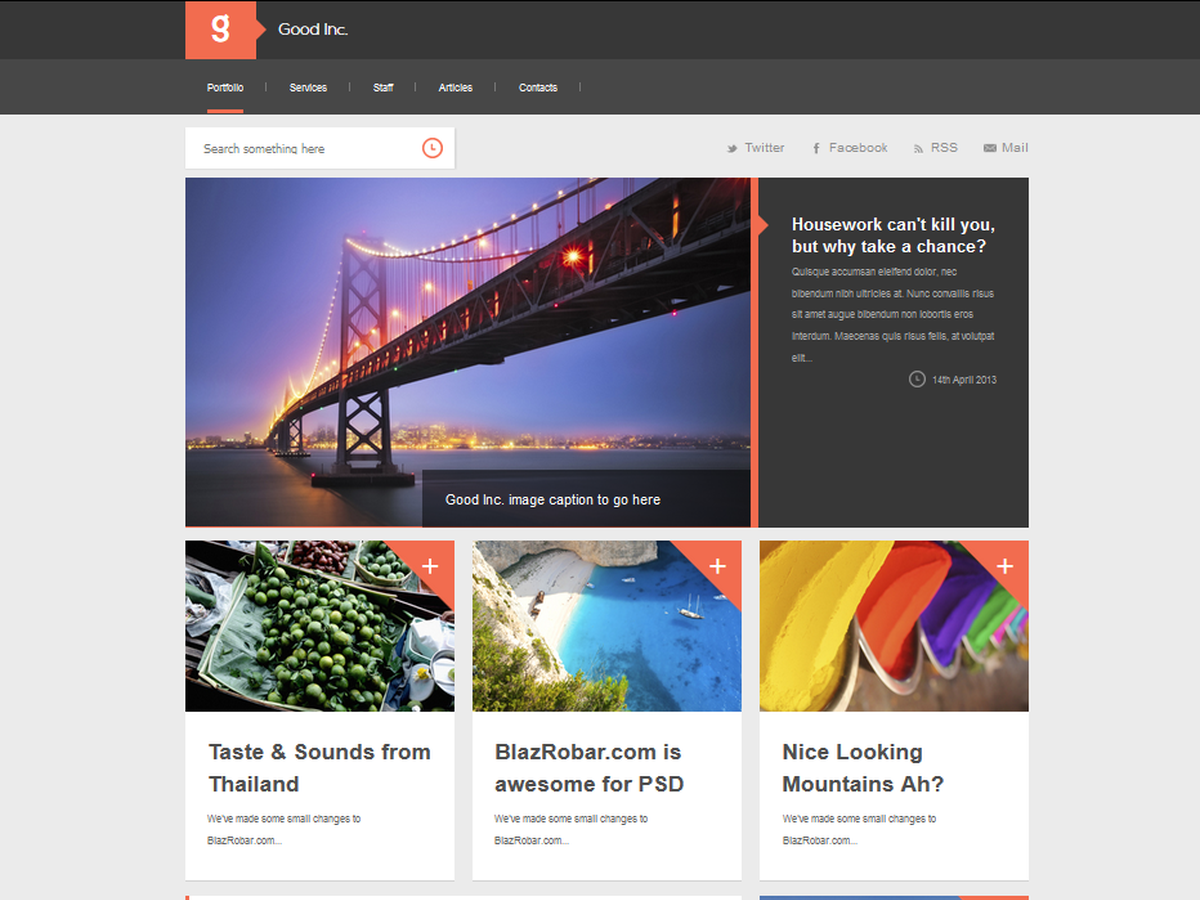 g
Good Inc.
Portfolio
Services
Staff
Articles
Contacts
Search something here
Twitter
Facebook
RSS
Mail
Housework can't kill you,
but why take a chance?
Quisque accumsan eleifend dolor, nec
bibendum nibh ultricies at. Nunc convallis risus
sit amet augue bibendum non lobortis eros
interdum. Maecenas quis risus felis, at volutpat
elit...
14th April 2013
Good Inc. image caption to go here
+
+
+
Taste & Sounds from
Thailand
We've made some small changes to
BlazRobar.com...
BlazRobar.com is
awesome for PSD
We've made some small changes to
BlazRobar.com...
Nice Looking
Mountains Ah?
We've made some small changes to
BlazRobar.com...